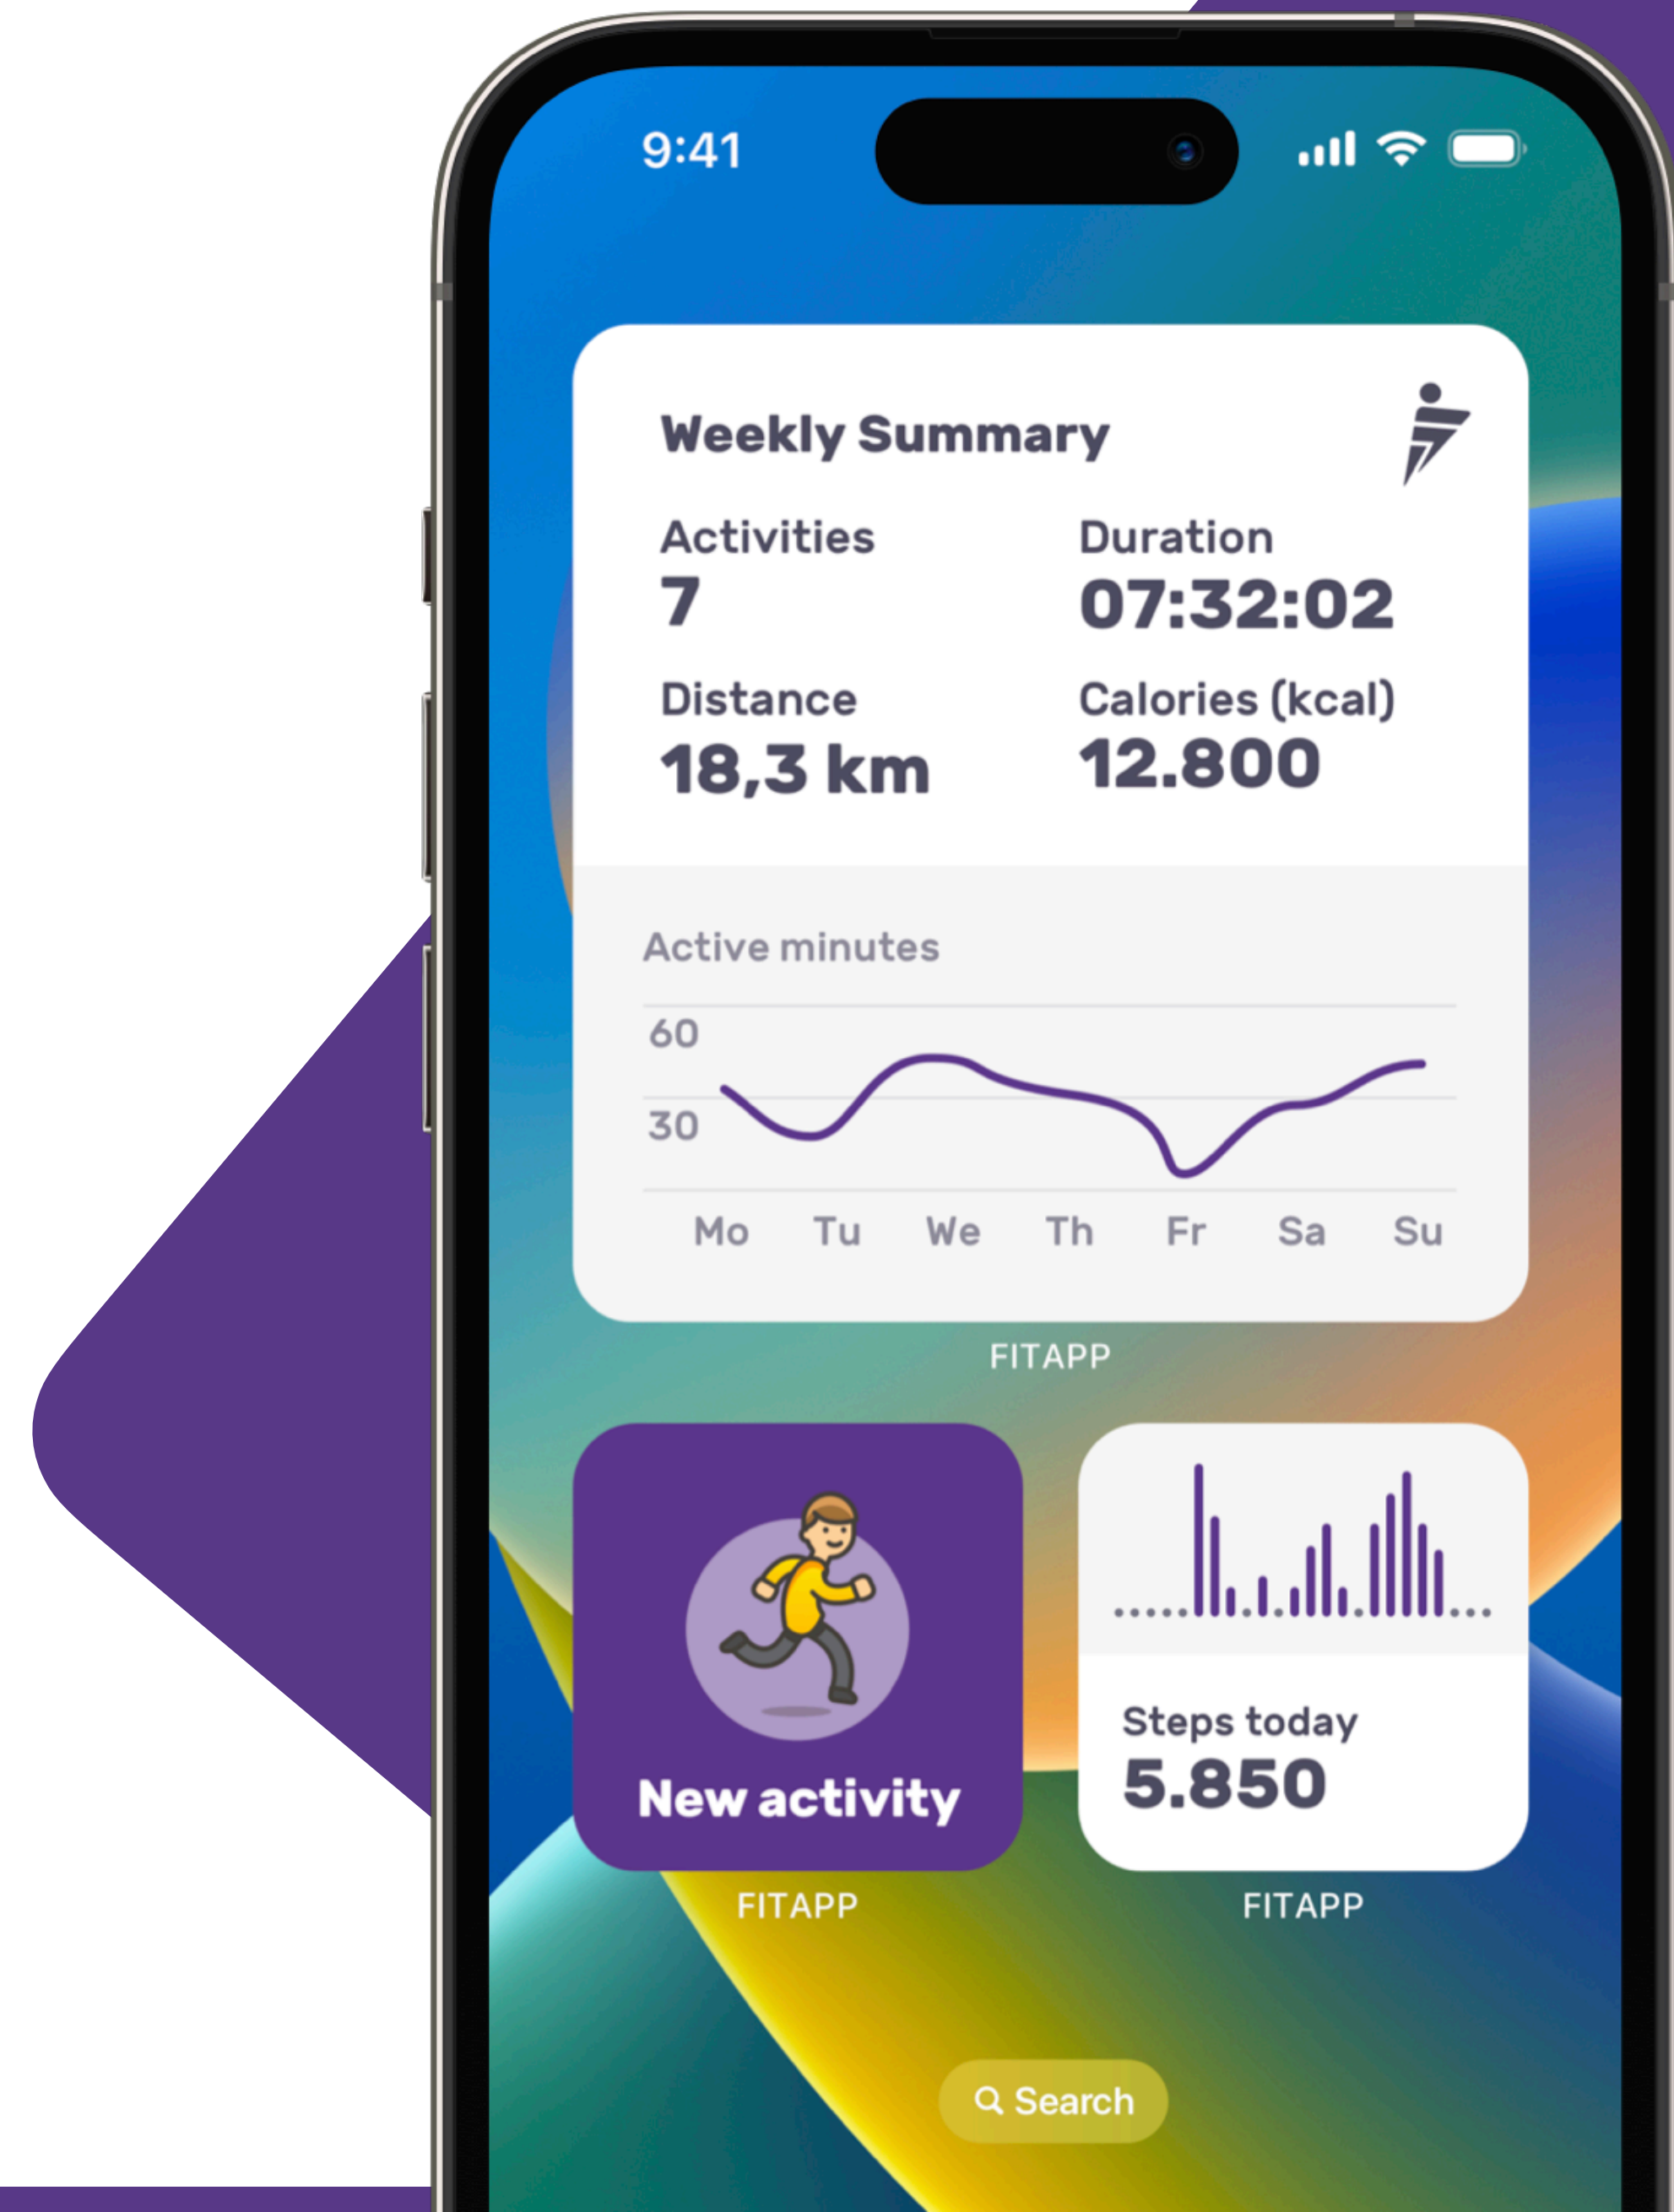 9:41
Weekly Summary
Activities
7
Duration
07:32:02
Distance
18,3 km
Calories (kcal)
12.800
Active minutes
60
30
Mo Tu We Th Fr Sa Su
FITAPP
New activity
FITAPP
Steps today
5.850
FITAPP
Search